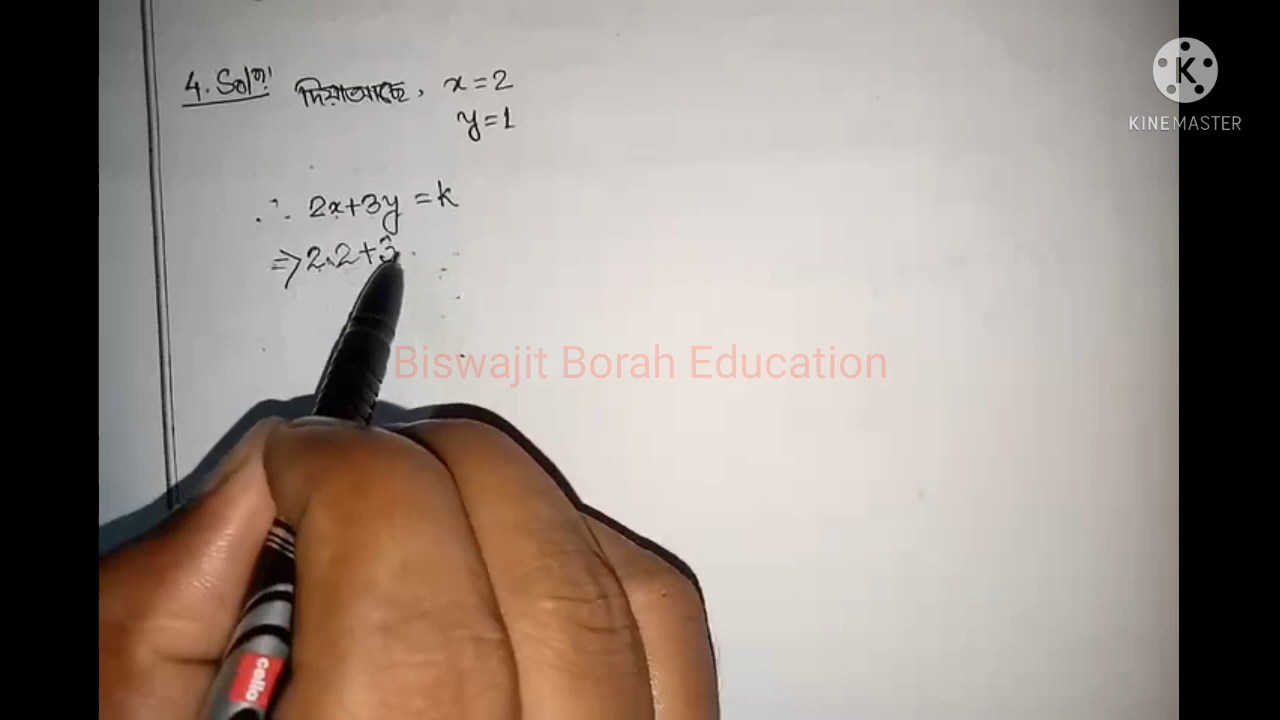 4. Solⁿ! দিয়াআছে, x = 2
y = 1
∴ 2x+3y = k
⇒ 2.2+3
KINEMASTER
Biswajit Borah Education
cello